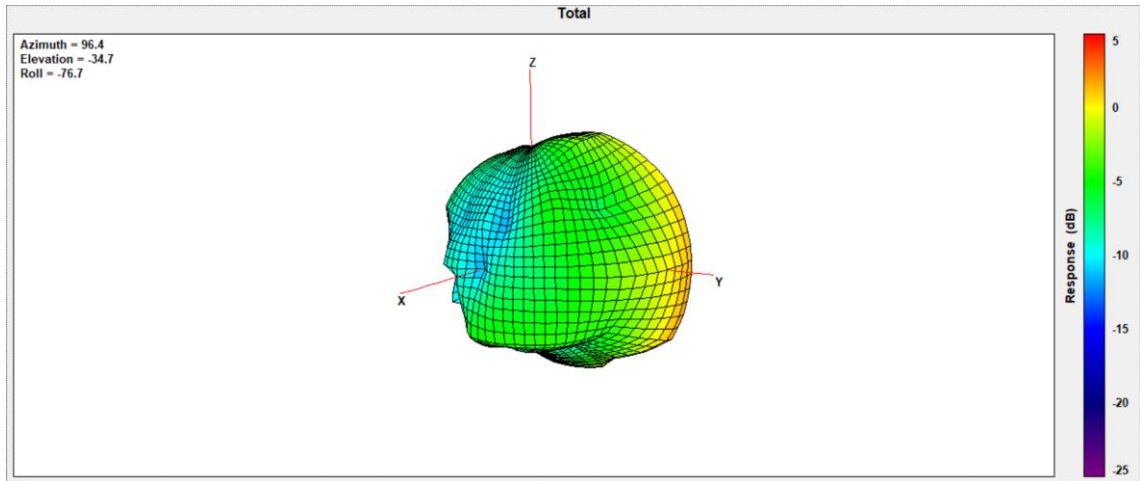 Total
Azimuth = 96.4
Elevation = -34.7
Roll = -76.7
Z
X
Y
5
0
-5
-10
-15
-20
-25
Response (dB)